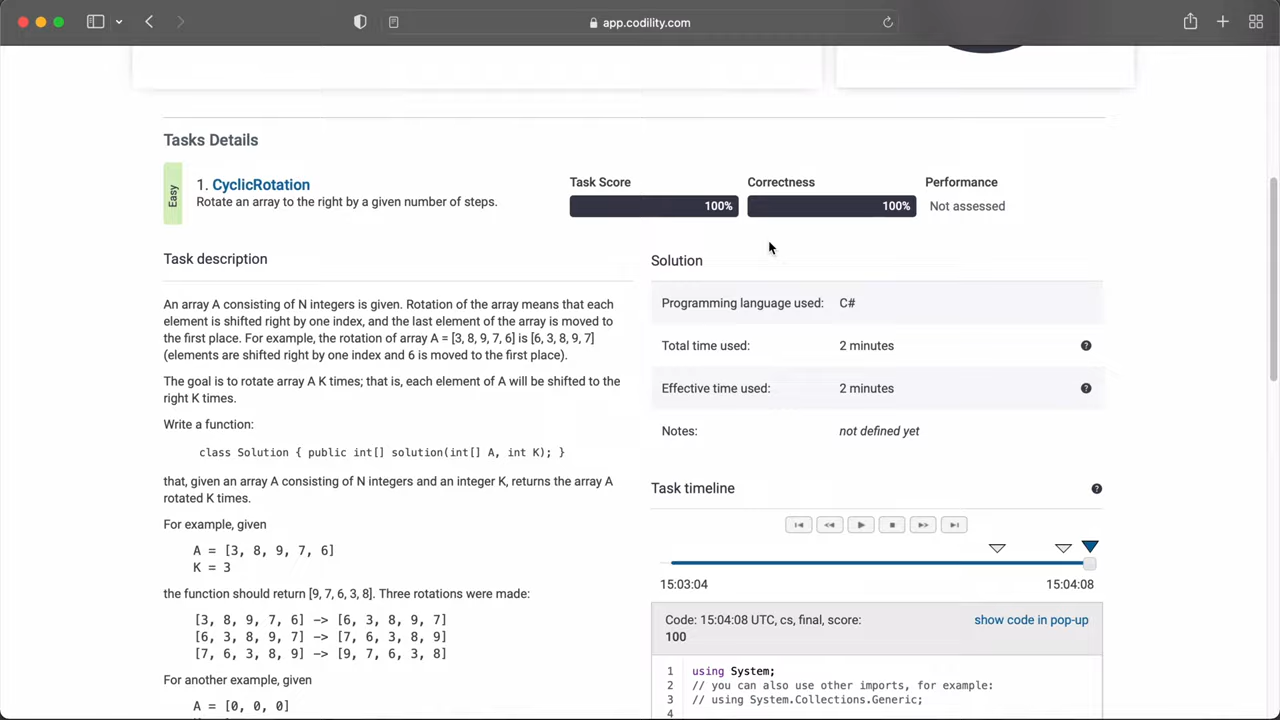 app.codility.com
Tasks Details
Easy
1. CyclicRotation
Rotate an array to the right by a given number of steps.
Task Score
100%
Correctness
100%
Performance
Not assessed
Task description
An array A consisting of N integers is given. Rotation of the array means that each
element is shifted right by one index, and the last element of the array is moved to
the first place. For example, the rotation of array A = [3, 8, 9, 7, 6] is [6, 3, 8, 9, 7]
(elements are shifted right by one index and 6 is moved to the first place).
The goal is to rotate array A K times; that is, each element of A will be shifted to the
right K times.
Write a function:
class Solution { public int[] solution(int[] A, int K); }
that, given an array A consisting of N integers and an integer K, returns the array A
rotated K times.
For example, given
A = [3, 8, 9, 7, 6]
K = 3
the function should return [9, 7, 6, 3, 8]. Three rotations were made:
[3, 8, 9, 7, 6] -> [6, 3, 8, 9, 7]
[6, 3, 8, 9, 7] -> [7, 6, 3, 8, 9]
[7, 6, 3, 8, 9] -> [9, 7, 6, 3, 8]
For another example, given
A = [0, 0, 0]
Solution
Programming language used: C#
Total time used: 2 minutes
Effective time used: 2 minutes
Notes: not defined yet
Task timeline
15:03:04
15:04:08
Code: 15:04:08 UTC, cs, final, score:
100
show code in pop-up
1 using System;
2 // you can also use other imports, for example:
3 // using System.Collections.Generic;
4